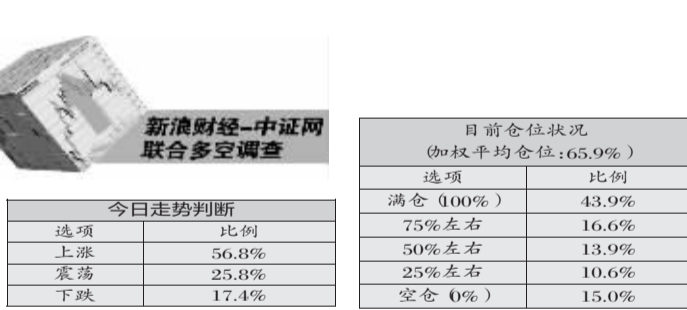 新浪财经-中证网
联合多空调查
今日走势判断
选项 比例
上涨 56.8%
震荡 25.8%
下跌 17.4%
目前仓位状况
(加权平均仓位:65.9%)
选项 比例
满仓(100%) 43.9%
75%左右 16.6%
50%左右 13.9%
25%左右 10.6%
空仓(0%) 15.0%